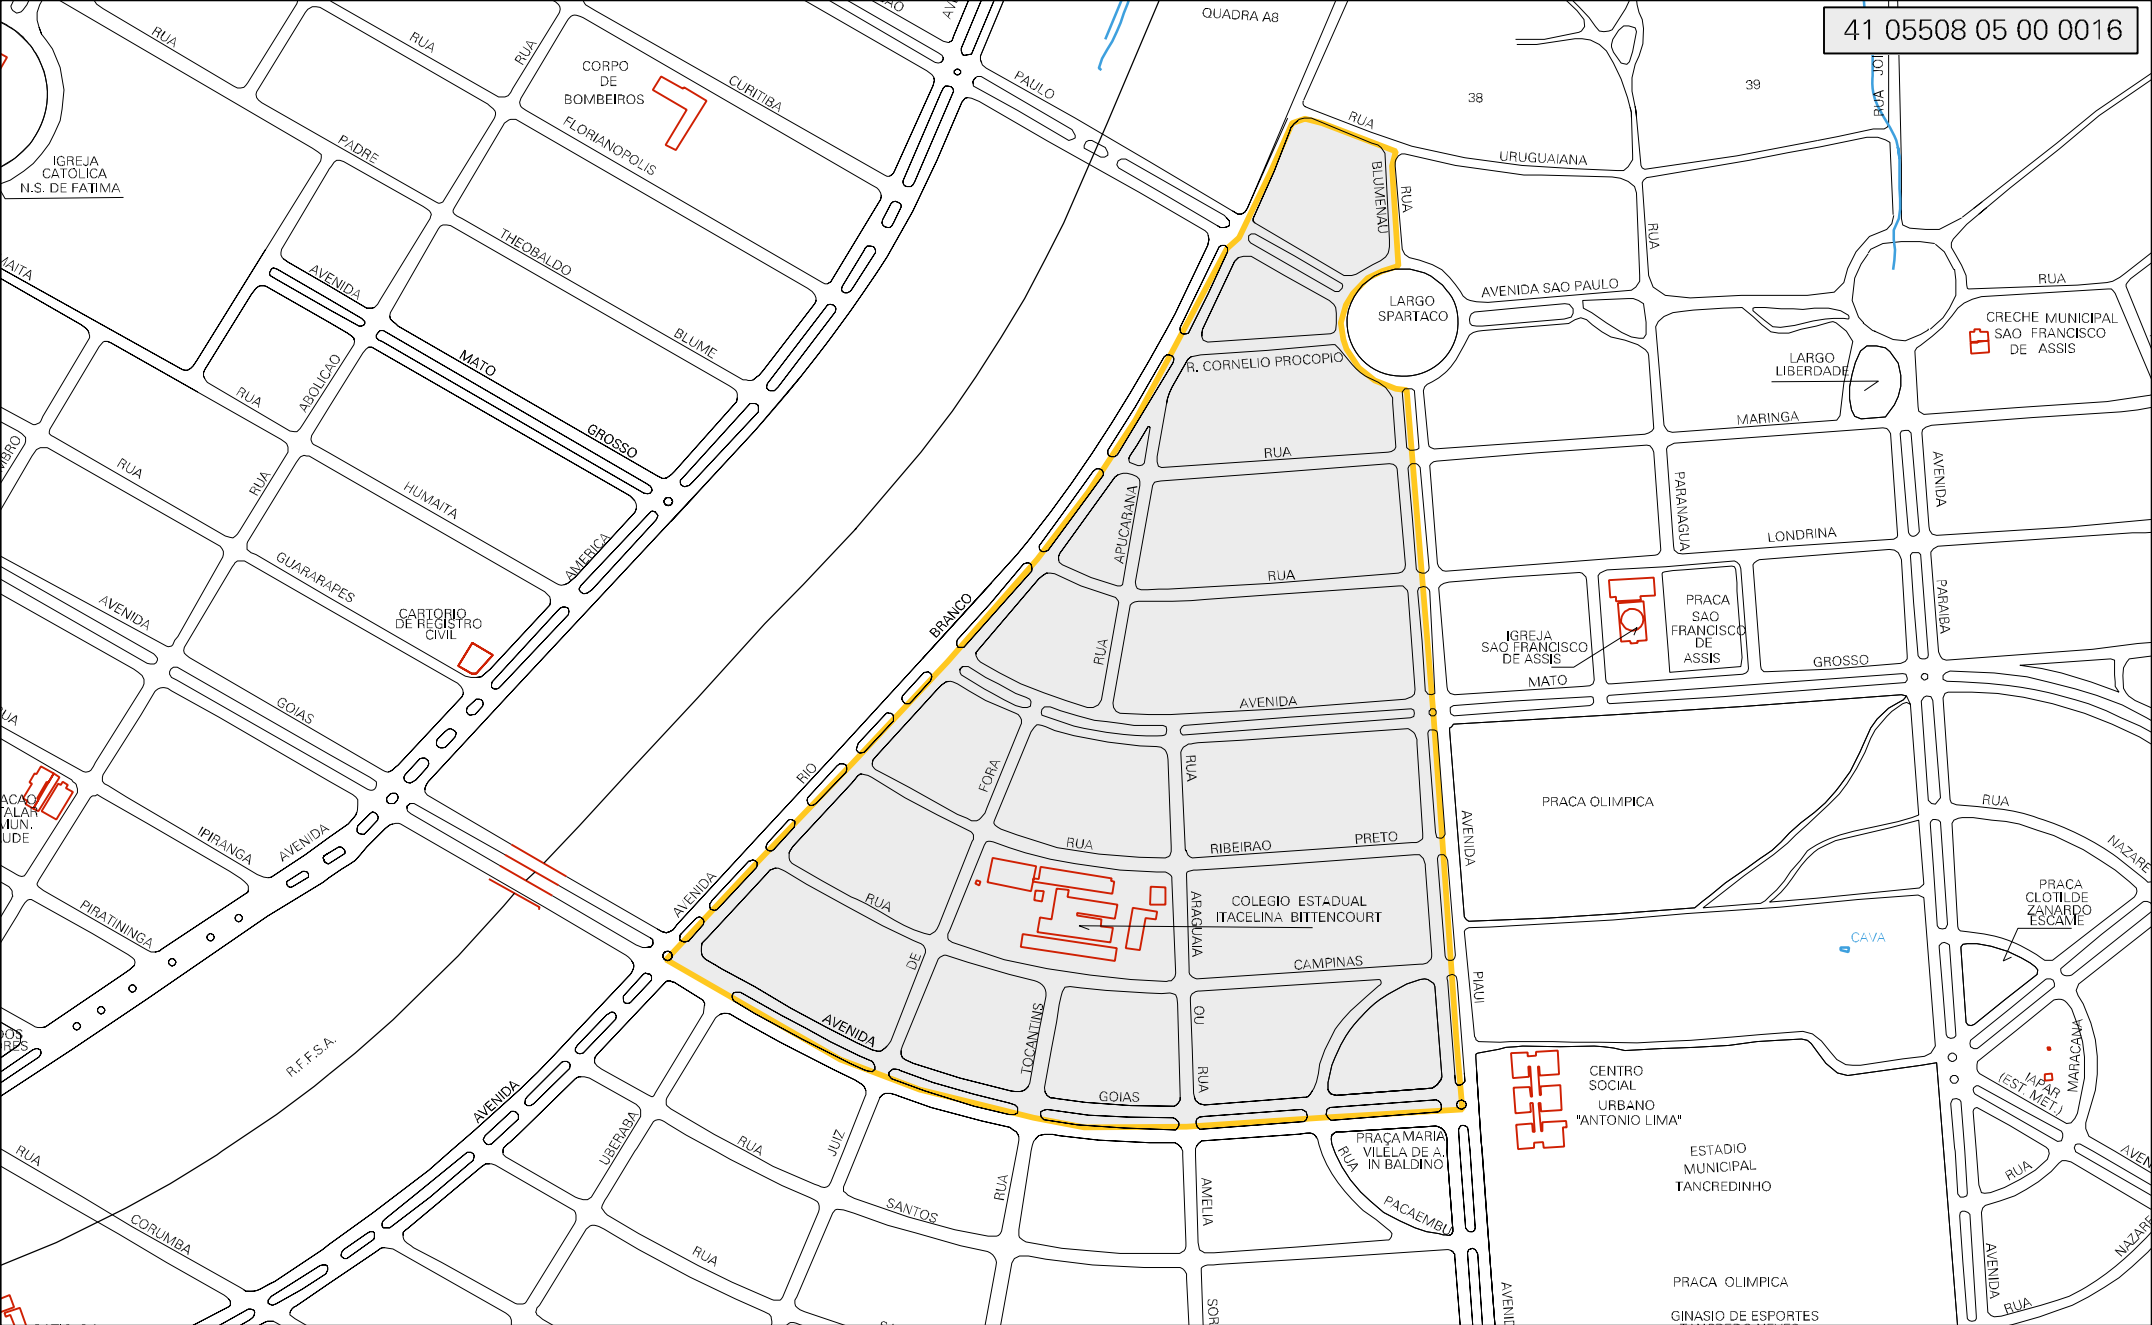 41 05508 05 00 0016
QUADRA A8
RUA
RUA
RUA
CORPO
DE
BOMBEIROS
CURITIBA
PAULO
38
39
RUA
PADRE
FLORIANOPOLIS
IGREJA
CATOLICA
N.S. DE FATIMA
RUA
URUGUAIANA
BLUMENAU
RUA
RUA
THEOBALDO
AVENIDA
BLUME
MATO
GROSSO
ABOLICAO
RUA
AVENIDA SAO PAULO
LARGO
SPARTACO
RUA
CRECHE MUNICIPAL
SAO FRANCISCO
DE ASSIS
LARGO
LIBERDADE
R. CORNELIO PROCOPIO
MARINGA
RUA
RUA
RUA
HUMAITA
AMERICA
GUARARAPES
APUCARANA
PARANAGUA
AVENIDA
LONDRINA
RUA
AVENIDA
CARTORIO
DE REGISTRO
CIVIL
BRANCO
RUA
IGREJA
SAO FRANCISCO
DE ASSIS
PRACA
SAO
FRANCISCO
DE
ASSIS
PARAIBA
GROSSO
MATO
AVENIDA
GOIAS
RIO
FORA
RUA
PRACA OLIMPICA
RUA
NAZARE
IPIRANGA
AVENIDA
RUA
RIBEIRAO
PRETO
AVENIDA
PIRATININGA
AVENIDA
RUA
COLEGIO ESTADUAL
ITACELINA BITTENCOURT
ARAGUAIA
PRACA
CLOTILDE
ZANARDO
ESCAME
CAVA
DE
CAMPINAS
PIAUI
R.F.F.S.A.
AVENIDA
TOCANTINS
OU
RUA
GOIAS
AVENIDA
CENTRO
SOCIAL
URBANO
"ANTONIO LIMA"
MARACANA
IAPAR
(EST. MET.)
UBERABA
RUA
JUIZ
PRAÇA MARIA
VILELA DE A.
IN BALDINO
RUA
PACAEMBU
ESTADIO
MUNICIPAL
TANCREDINHO
RUA
RUA
CORUMBA
SANTOS
RUA
AMELIA
RUA
AVENIDA
RUA
PRACA OLIMPICA
GINASIO DE ESPORTES